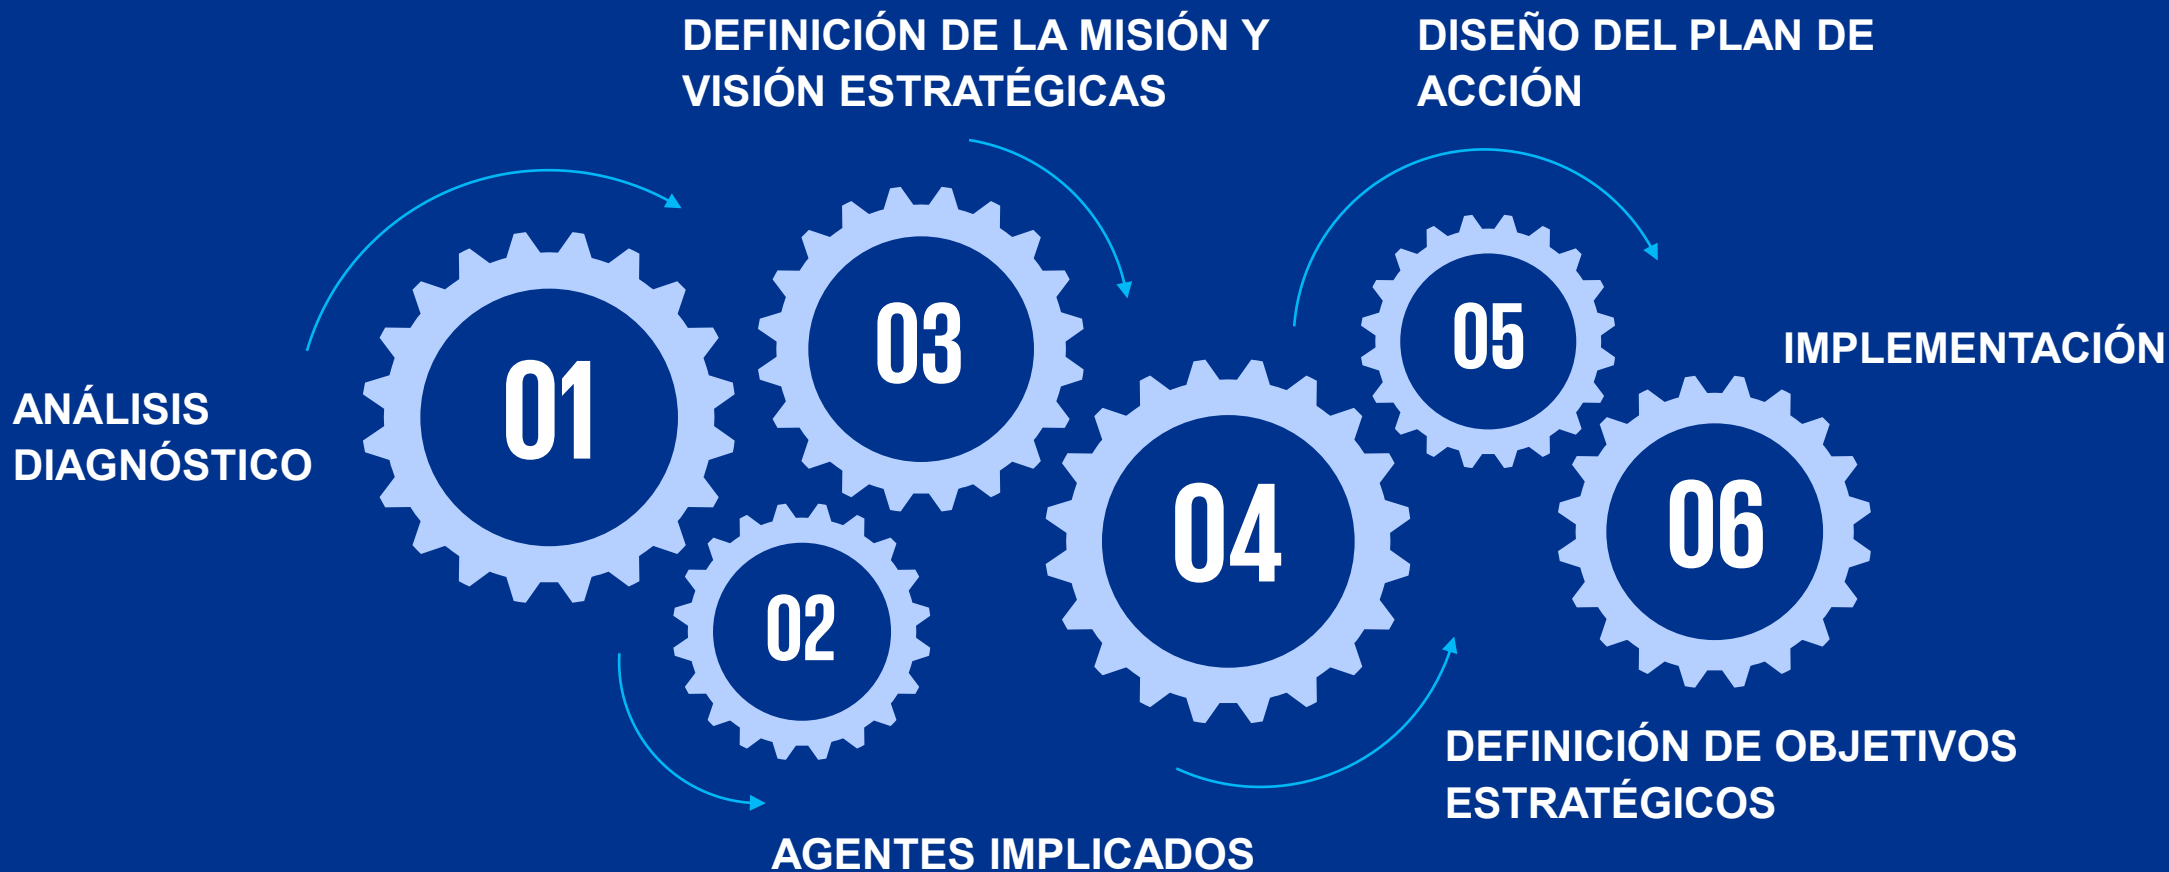 ANÁLISIS
DIAGNÓSTICO
01
02
AGENTES IMPLICADOS
DEFINICIÓN DE LA MISIÓN Y
VISIÓN ESTRATÉGICAS
03
04
DEFINICIÓN DE OBJETIVOS
ESTRATÉGICOS
DISEÑO DEL PLAN DE
ACCIÓN
05
IMPLEMENTACIÓN
06